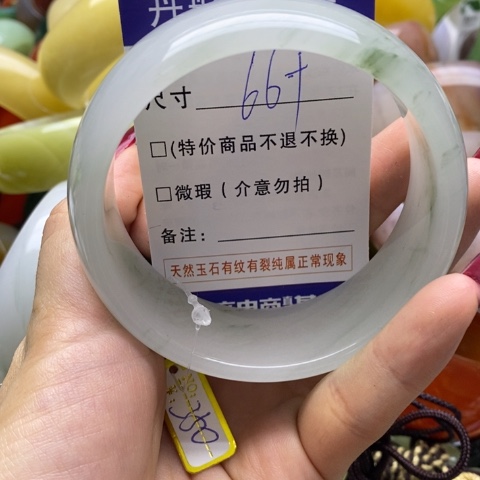 尺寸 66+
□(特价商品不退不换)
□微瑕(介意勿拍)
备注:
天然玉石有纹有裂纯属正常现象